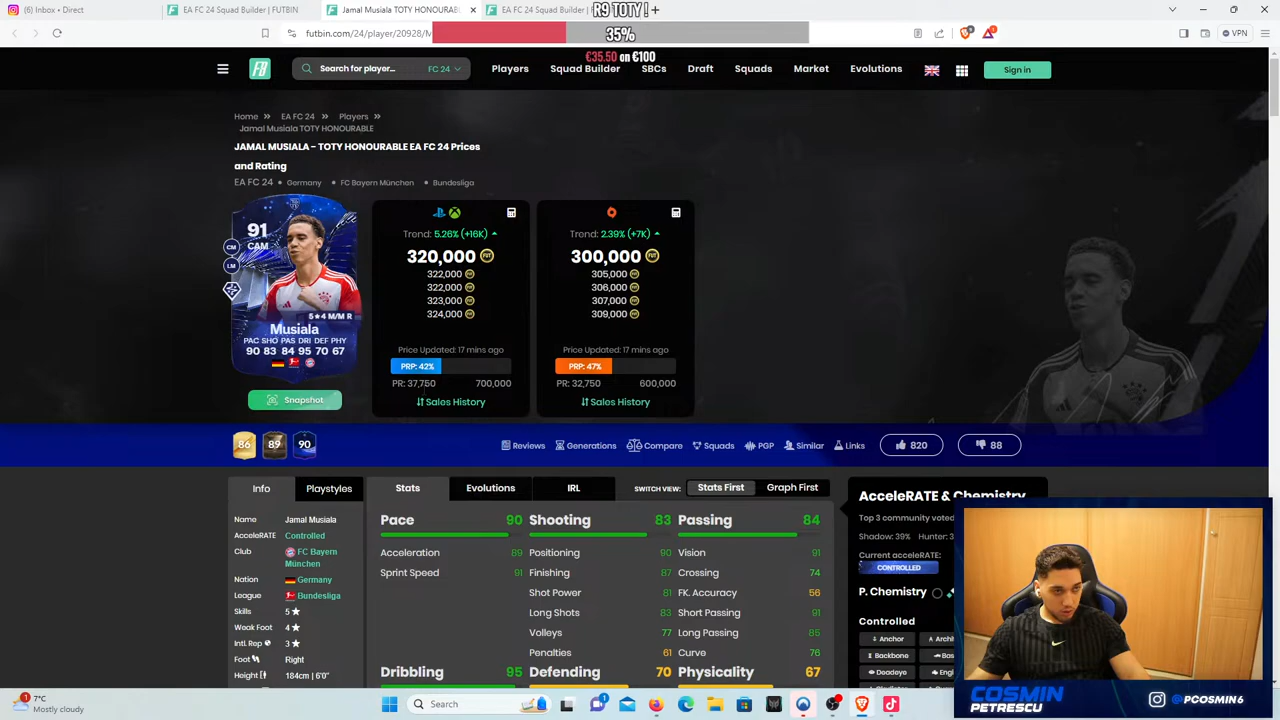 (6) Inbox • Direct
EA FC 24 Squad Builder | FUTBIN
Jamal Musiala TOTY HONOURABL
EA FC 24 Squad Builder |
R9 TOTY ! +
futbin.com/24/player/20928/M
35%
VPN
€35.50 on €100
Search for player...
FC 24
Players
Squad Builder
SBCs
Draft
Squads
Market
Evolutions
Sign in
Home » EA FC 24 » Players »
Jamal Musiala TOTY HONOURABLE
JAMAL MUSIALA - TOTY HONOURABLE EA FC 24 Prices
and Rating
EA FC 24 • Germany • FC Bayern München • Bundesliga
91
CAM
CM
LM
5★4 M/M R
Musiala
PAC SHO PAS DRI DEF PHY
90 83 84 95 70 67
Snapshot
Trend: 5.26% (+16K)
320,000
322,000
322,000
323,000
324,000
Price Updated: 17 mins ago
PRP: 42%
PR: 37,750 700,000
Sales History
Trend: 2.39% (+7K)
300,000
305,000
306,000
307,000
309,000
Price Updated: 17 mins ago
PRP: 47%
PR: 32,750 600,000
Sales History
86 89 90
Reviews
Generations
Compare
Squads
PGP
Similar
Links
820
88
Info
Playstyles
Name Jamal Musiala
AcceleRATE Controlled
Club FC Bayern
München
Nation Germany
League Bundesliga
Skills 5★
Weak Foot 4★
Intl. Rep 3★
Foot Right
Height 184cm | 6'0"
Stats
Evolutions
IRL
SWITCH VIEW:
Stats First
Graph First
Pace 90
Acceleration 89
Sprint Speed 91
Dribbling 95
Shooting 83
Positioning 90
Finishing 87
Shot Power 81
Long Shots 83
Volleys 77
Penalties 61
Defending 70
Passing 84
Vision 91
Crossing 74
FK. Accuracy 56
Short Passing 91
Long Passing 85
Curve 76
Physicality 67
AcceleRATE & Chemistry
Top 3 community voted
Shadow: 39% Hunter: 3
Current acceleRATE:
CONTROLLED
P. Chemistry
Controlled
Anchor
Backbone
Deadeye
COSMIN
PETRESCU
@PCOSMIN6
7°C
Mostly cloudy
Search
1
1